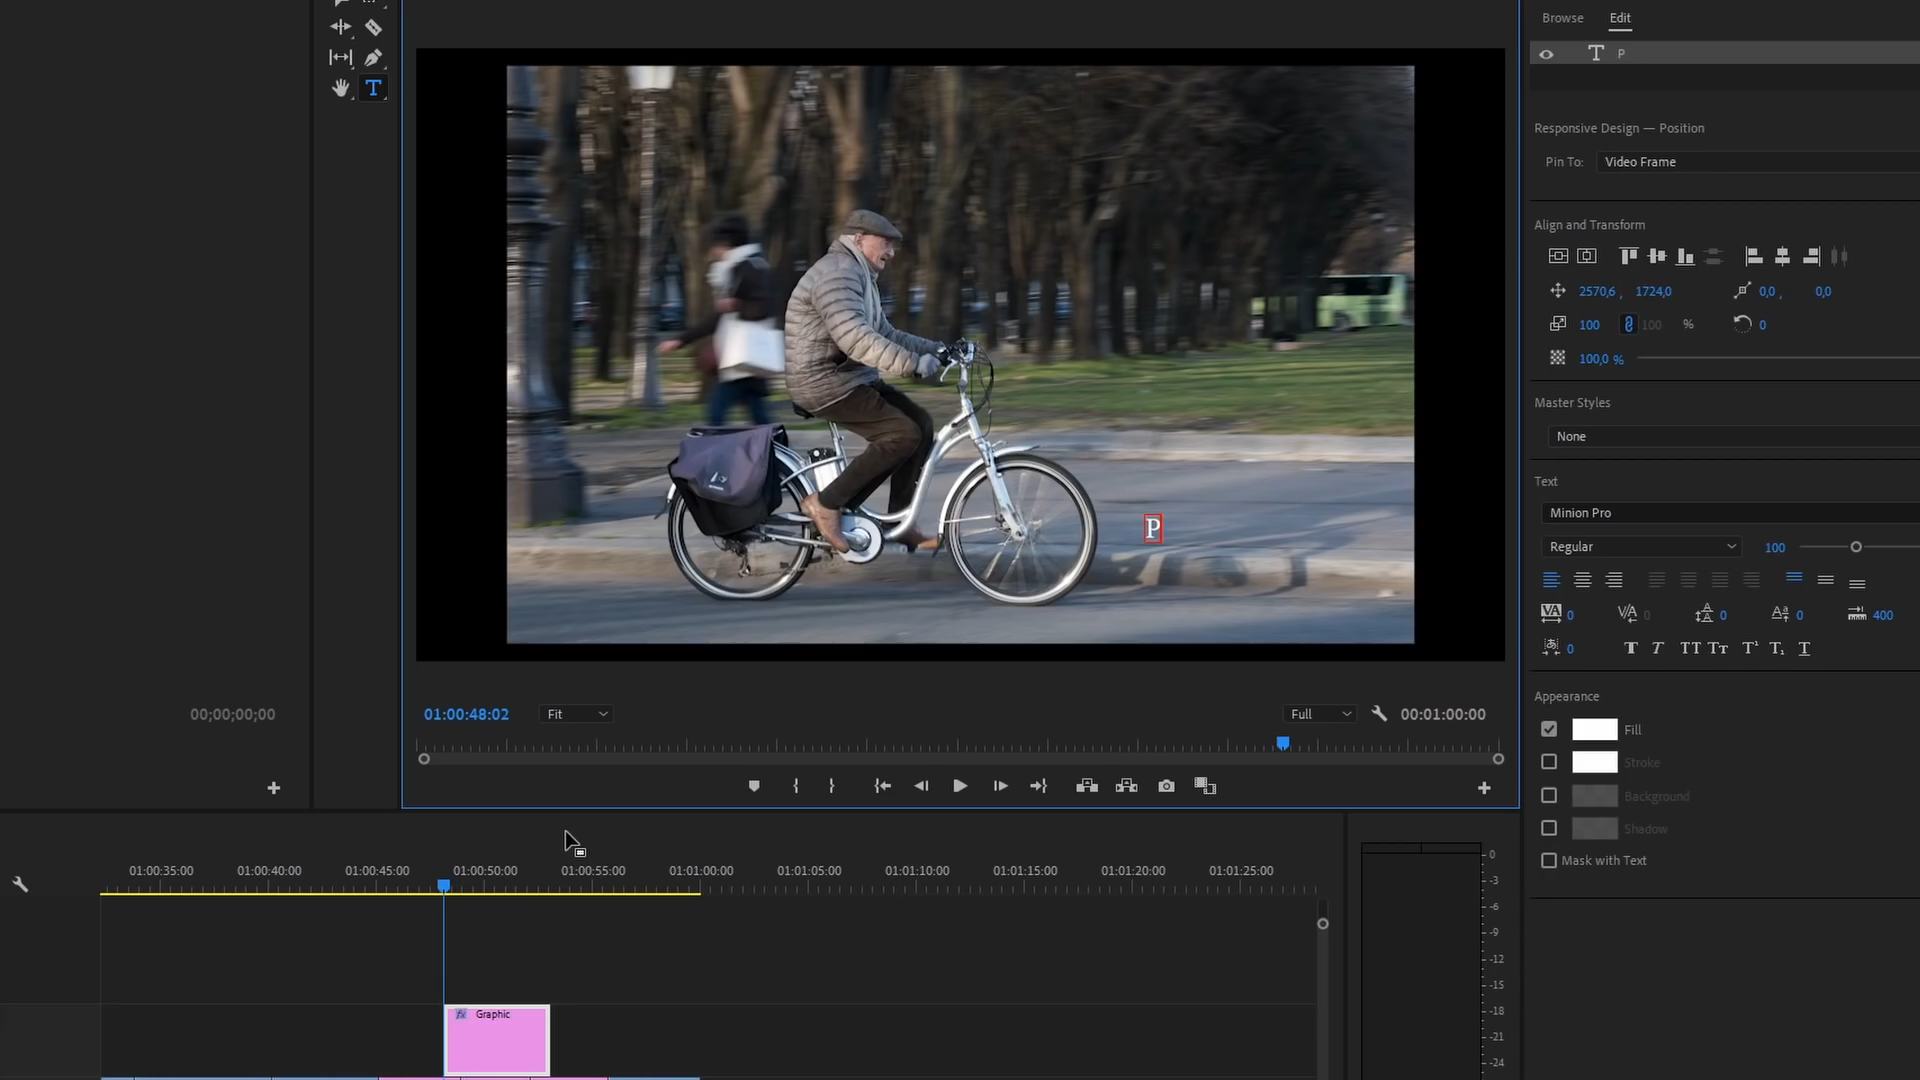 Browse Edit
T P
Responsive Design — Position
Pin To: Video Frame
Align and Transform
2570,6 , 1724,0 0,0 , 0,0
100 100 % 0
100,0 %
Master Styles
None
Text
Minion Pro
Regular 100
0 0 0 0 400
0 T T TT Tt T¹ T₁ T
Appearance
Fill
Stroke
Background
Shadow
Mask with Text
T
P
00;00;00;00
01:00:48:02 Fit Full 00:01:00:00
01:00:35:00 01:00:40:00 01:00:45:00 01:00:50:00 01:00:55:00 01:01:00:00 01:01:05:00 01:01:10:00 01:01:15:00 01:01:20:00 01:01:25:00
fx Graphic
0
-3
-6
-9
-12
-15
-18
-21
-24